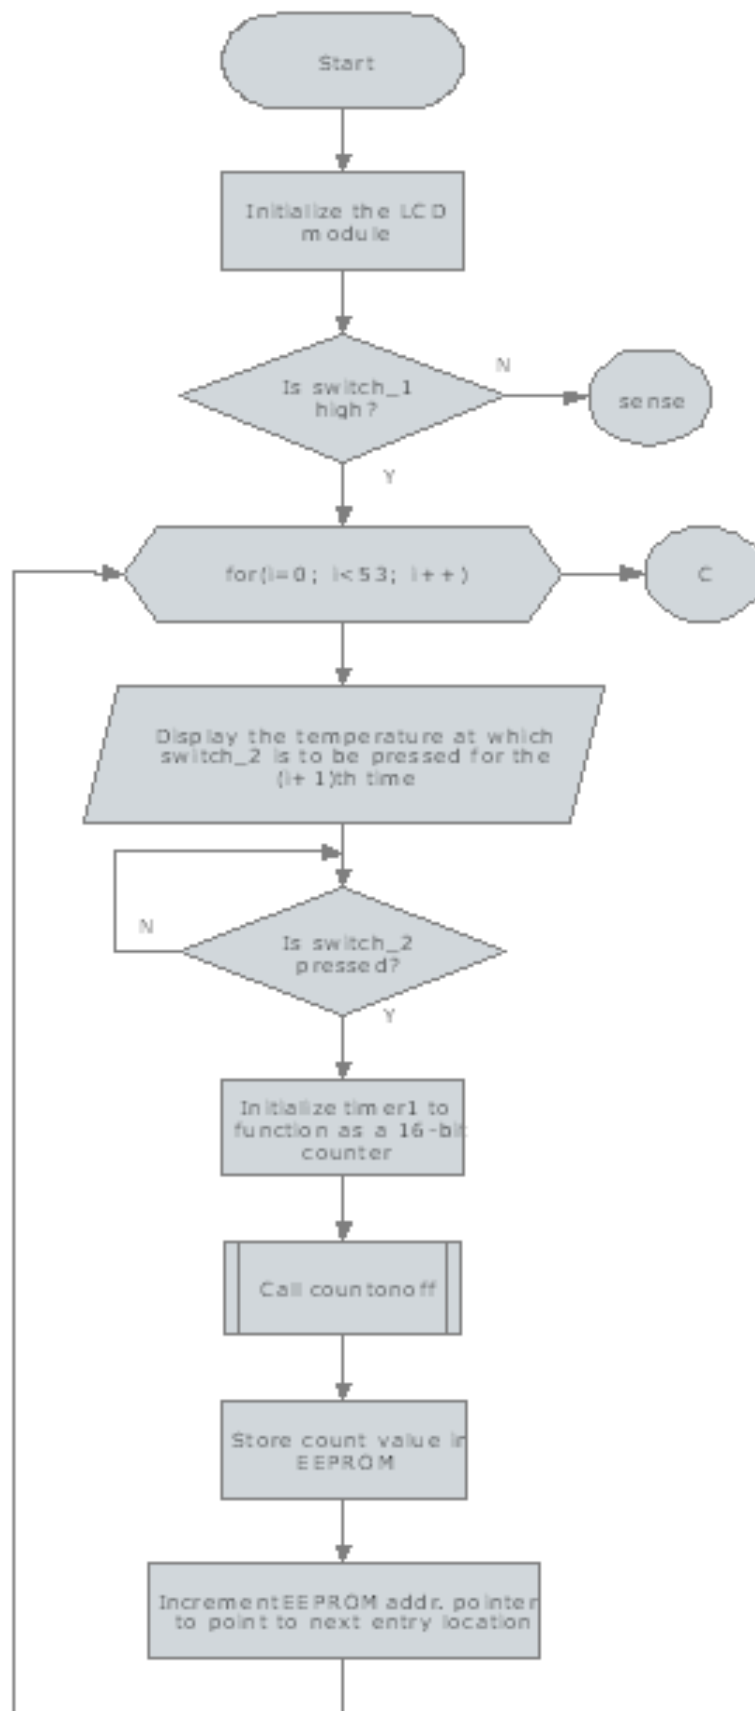 Start
Initialize the LCD
module
Is switch_1
high?
N
sense
Y
for(i=0; i<53; i++)
C
Display the temperature at which
switch_2 is to be pressed for the
(i+1)th time
N
Is switch_2
pressed?
Y
Initialize timer1 to
function as a 16-bit
counter
Call countonoff
Store count value in
EEPROM
Increment EEPROM addr. pointer
to point to next entry location